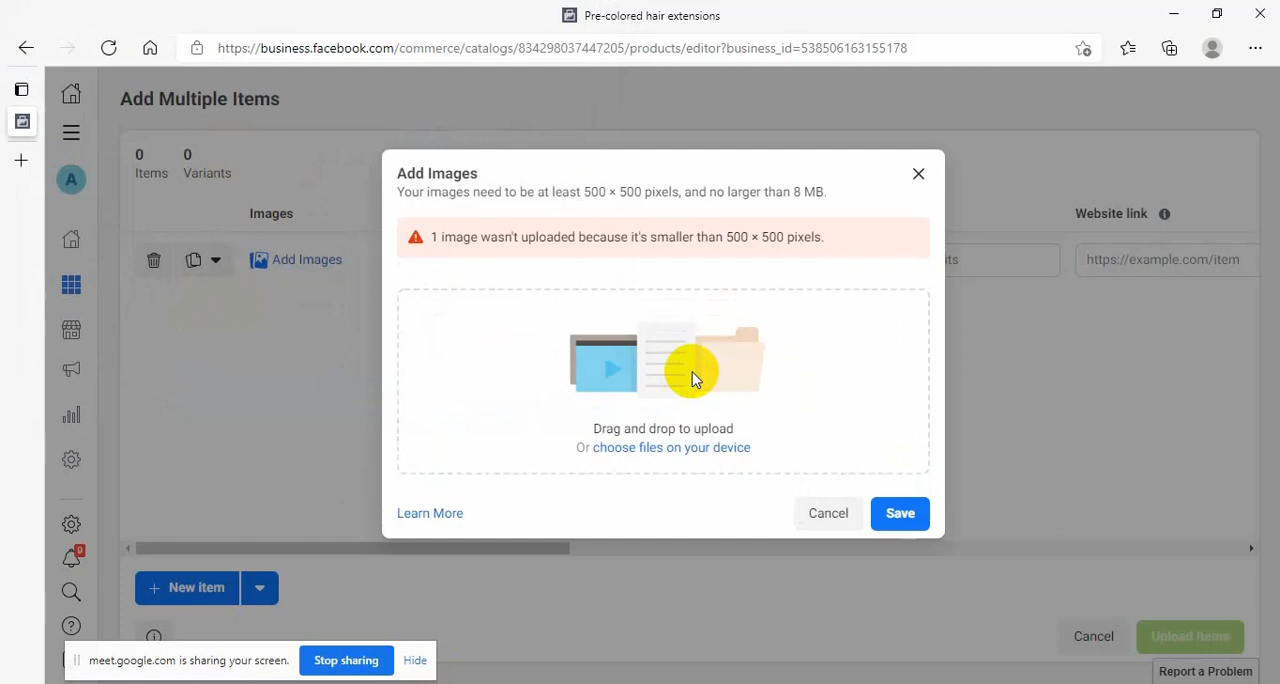 Pre-colored hair extensions
https://business.facebook.com/commerce/catalogs/834298037447205/products/editor?business_id=538506163155178
Add Multiple Items
A
0 0
Items Variants
Images
Website link
Add Images
https://example.com/item
Add Images
Your images need to be at least 500 × 500 pixels, and no larger than 8 MB.
1 image wasn't uploaded because it's smaller than 500 × 500 pixels.
Drag and drop to upload
Or choose files on your device
Learn More
Cancel
Save
+ New item
Cancel
Upload Items
meet.google.com is sharing your screen.
Stop sharing
Hide
Report a Problem